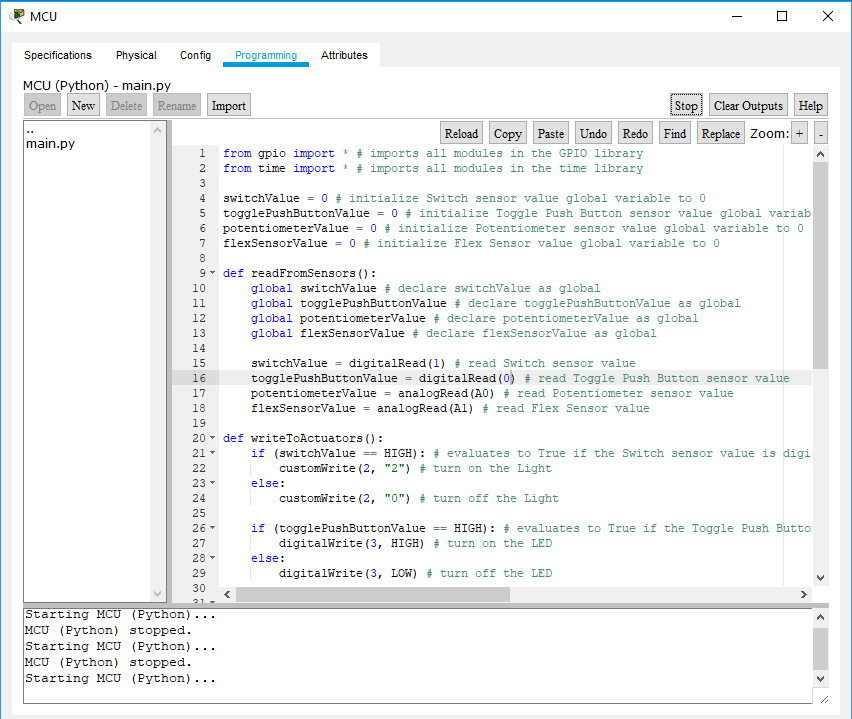 MCU
Specifications Physical Config Programming Attributes
MCU (Python) - main.py
Open New Delete Rename Import Stop Clear Outputs Help
Reload Copy Paste Undo Redo Find Replace Zoom: + -
..
main.py
1 from gpio import * # imports all modules in the GPIO library
2 from time import * # imports all modules in the time library
3
4 switchValue = 0 # initialize Switch sensor value global variable to 0
5 togglePushButtonValue = 0 # initialize Toggle Push Button sensor value global variab
6 potentiometerValue = 0 # initialize Potentiometer sensor value global variable to 0
7 flexSensorValue = 0 # initialize Flex Sensor value global variable to 0
8
9 def readFromSensors():
10 global switchValue # declare switchValue as global
11 global togglePushButtonValue # declare togglePushButtonValue as global
12 global potentiometerValue # declare potentiometerValue as global
13 global flexSensorValue # declare flexSensorValue as global
14
15 switchValue = digitalRead(1) # read Switch sensor value
16 togglePushButtonValue = digitalRead(0) # read Toggle Push Button sensor value
17 potentiometerValue = analogRead(A0) # read Potentiometer sensor value
18 flexSensorValue = analogRead(A1) # read Flex Sensor value
19
20 def writeToActuators():
21 if (switchValue == HIGH): # evaluates to True if the Switch sensor value is digi
22 customWrite(2, "2") # turn on the Light
23 else:
24 customWrite(2, "0") # turn off the Light
25
26 if (togglePushButtonValue == HIGH): # evaluates to True if the Toggle Push Butto
27 digitalWrite(3, HIGH) # turn on the LED
28 else:
29 digitalWrite(3, LOW) # turn off the LED
30
31
Starting MCU (Python)...
MCU (Python) stopped.
Starting MCU (Python)...
MCU (Python) stopped.
Starting MCU (Python)...